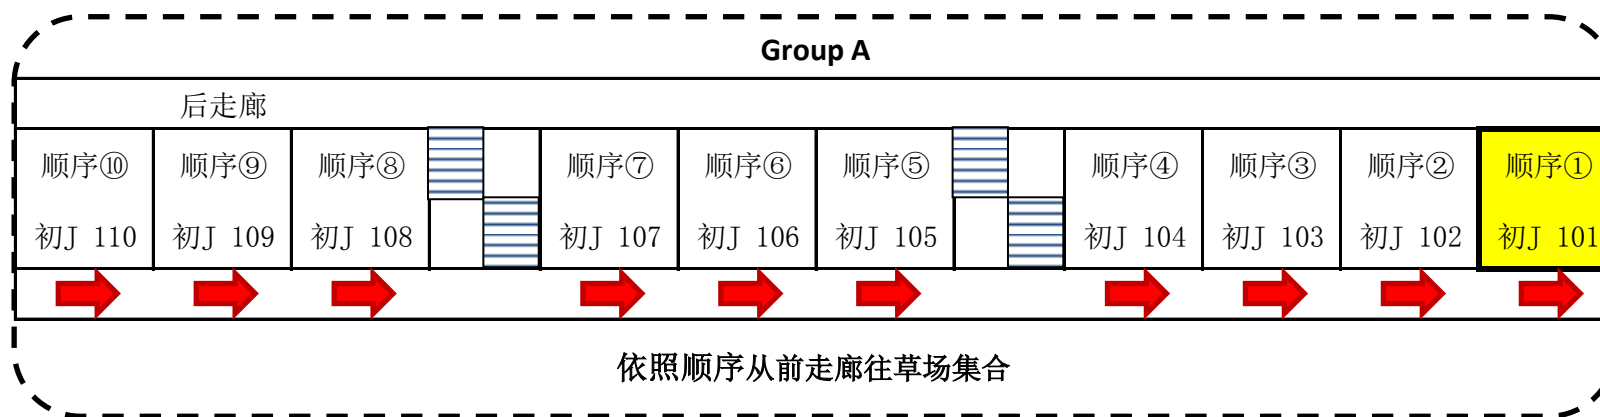 Group A
后走廊
顺序⑩ 顺序⑨ 顺序⑧ 顺序⑦ 顺序⑥ 顺序⑤ 顺序④ 顺序③ 顺序② 顺序①
初J 110 初J 109 初J 108 初J 107 初J 106 初J 105 初J 104 初J 103 初J 102 初J 101
依照顺序从前走廊往草场集合